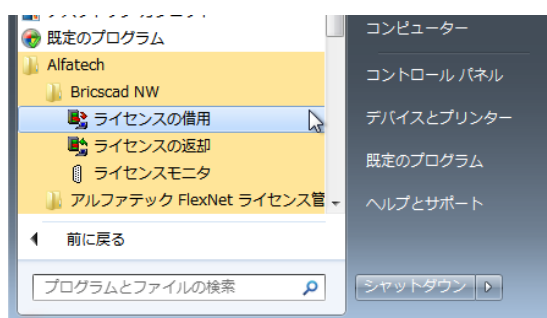 既定のプログラム
Alfatech
Bricscad NW
ライセンスの借用
ライセンスの返却
ライセンスモニタ
アルファテック FlexNet ライセンス管
前に戻る
プログラムとファイルの検索
コンピューター
コントロール パネル
デバイスとプリンター
既定のプログラム
ヘルプとサポート
シャットダウン